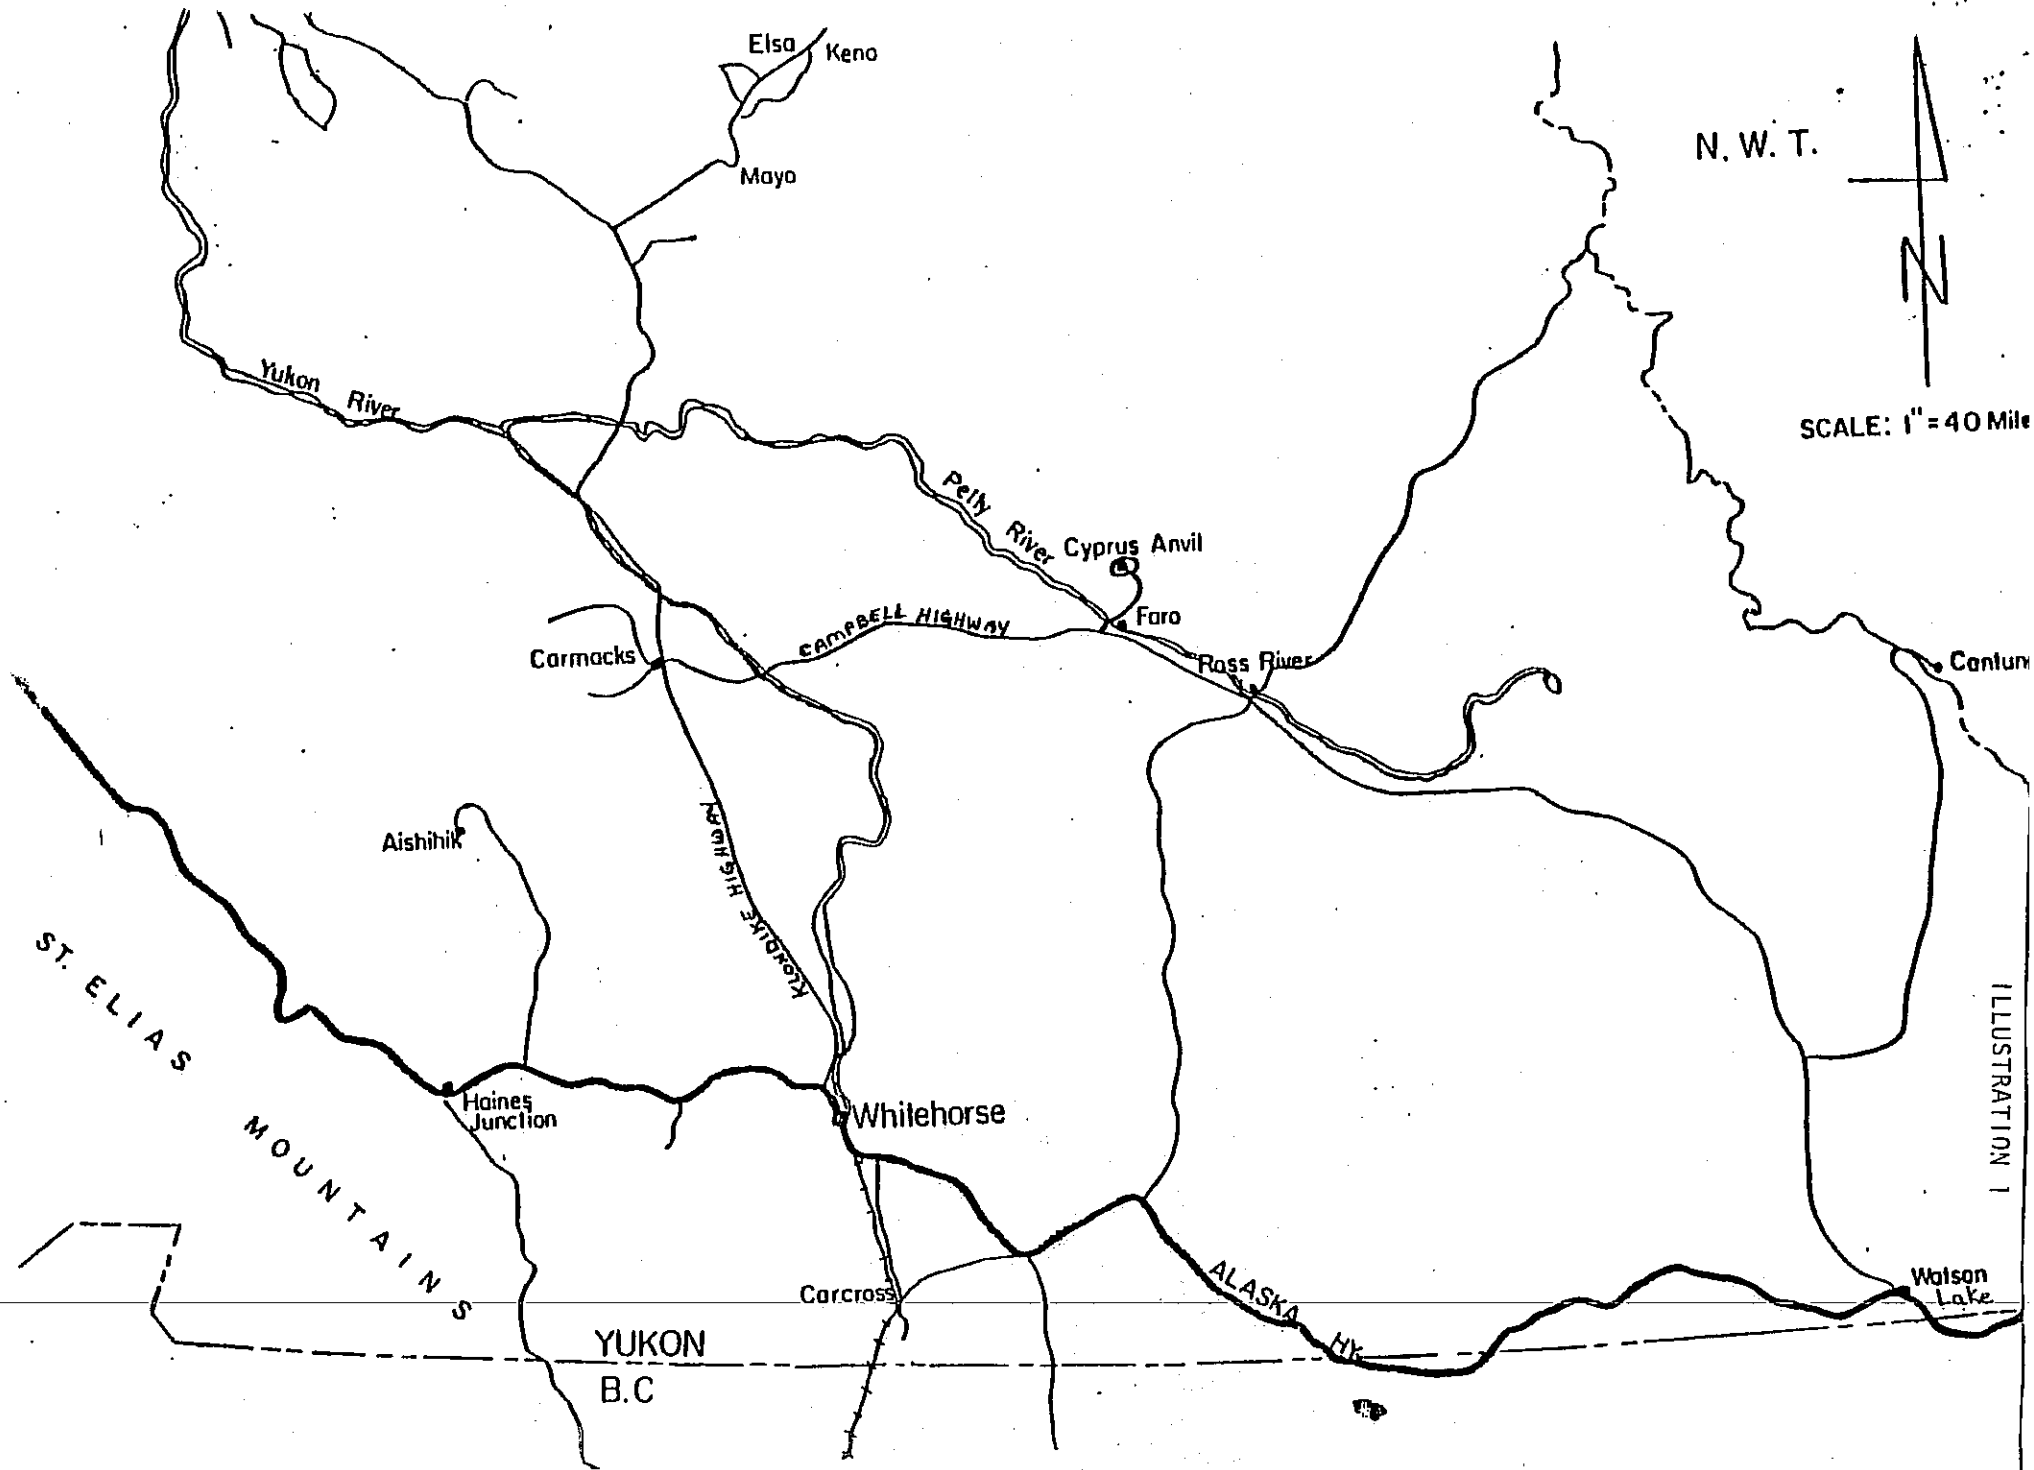 Elsa
Keno
N. W. T.
Mayo
N
Yukon
River
SCALE: 1" = 40 Mile
Pelly
River
Cyprus Anvil
Faro
CAMPBELL HIGHWAY
Carmacks
Ross River
Cantun
KLONDIKE HIGHWAY
Aishihik
ST. ELIAS
MOUNTAINS
ILLUSTRATION 1
Haines
Junction
Whitehorse
Carcross
ALASKA HY.
Watson
Lake
YUKON
B.C